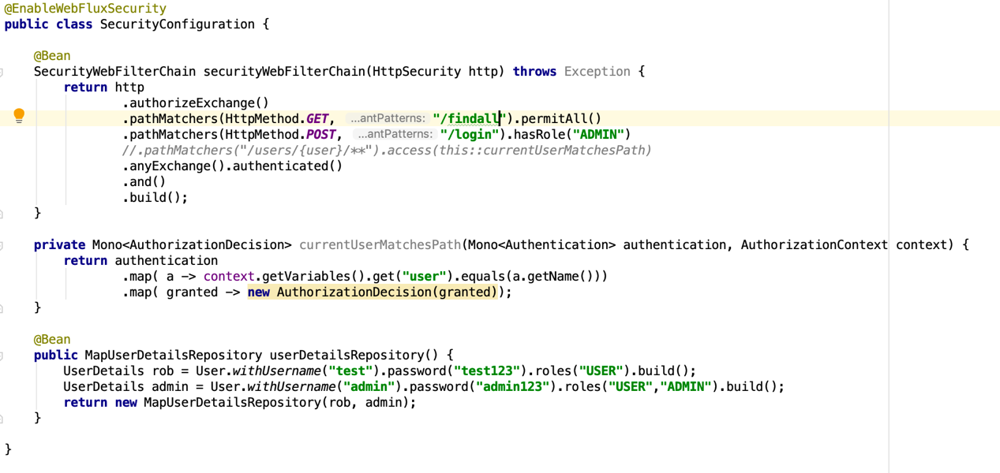 @EnableWebFluxSecurity
public class SecurityConfiguration {
@Bean
SecurityWebFilterChain securityWebFilterChain(HttpSecurity http) throws Exception {
return http
.authorizeExchange()
.pathMatchers(HttpMethod.GET, ...antPatterns: "/findall").permitAll()
.pathMatchers(HttpMethod.POST, ...antPatterns: "/login").hasRole("ADMIN")
//.pathMatchers("/users/{user}/**").access(this::currentUserMatchesPath)
.anyExchange().authenticated()
.and()
.build();
}
private Mono<AuthorizationDecision> currentUserMatchesPath(Mono<Authentication> authentication, AuthorizationContext context) {
return authentication
.map( a -> context.getVariables().get("user").equals(a.getName()))
.map( granted -> new AuthorizationDecision(granted));
}
@Bean
public MapUserDetailsRepository userDetailsRepository() {
UserDetails rob = User.withUsername("test").password("test123").roles("USER").build();
UserDetails admin = User.withUsername("admin").password("admin123").roles("USER","ADMIN").build();
return new MapUserDetailsRepository(rob, admin);
}
}